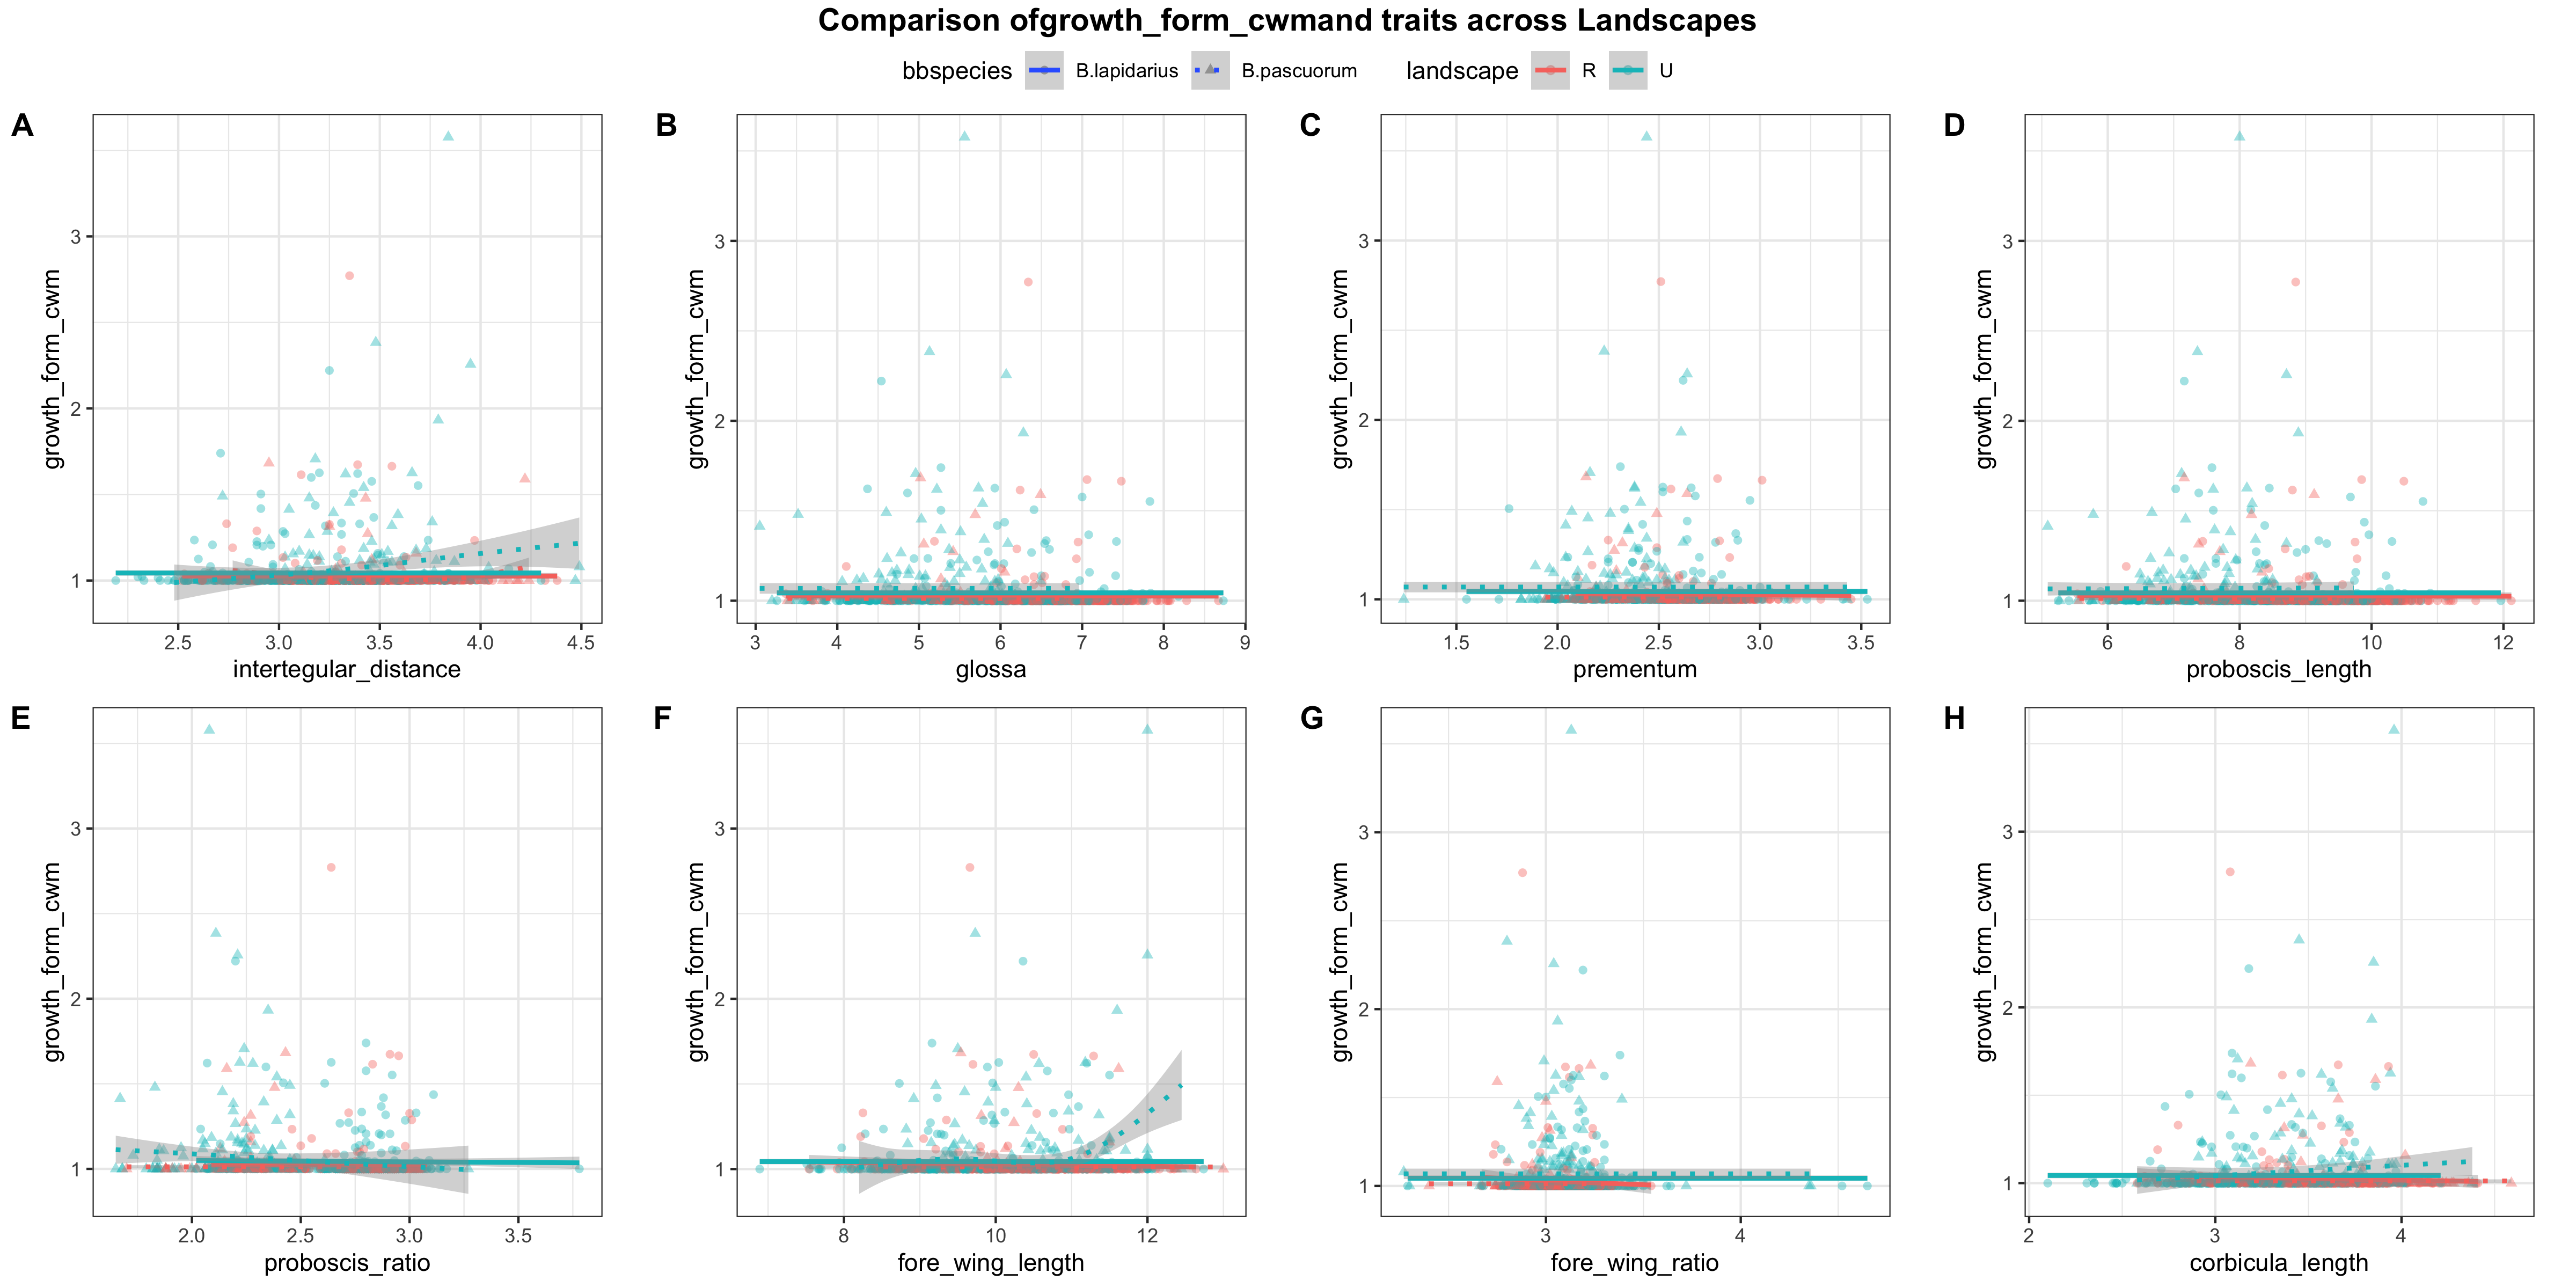 Comparison ofgrowth_form_cwmand traits across Landscapes
bbspecies B.lapidarius B.pascuorum landscape R U
A
growth_form_cwm
3
2
1
2.5 3.0 3.5 4.0 4.5
intertegular_distance
B
growth_form_cwm
3
2
1
3 4 5 6 7 8 9
glossa
C
growth_form_cwm
3
2
1
1.5 2.0 2.5 3.0 3.5
prementum
D
growth_form_cwm
3
2
1
6 8 10 12
proboscis_length
E
growth_form_cwm
3
2
1
2.0 2.5 3.0 3.5
proboscis_ratio
F
growth_form_cwm
3
2
1
8 10 12
fore_wing_length
G
growth_form_cwm
3
2
1
3 4
fore_wing_ratio
H
growth_form_cwm
3
2
1
2 3 4
corbicula_length